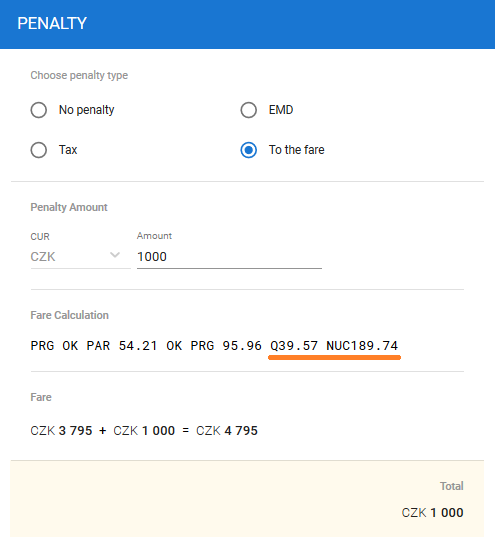 PENALTY
Choose penalty type
No penalty EMD
Tax To the fare
Penalty Amount
CUR Amount
CZK 1000
Fare Calculation
PRG OK PAR 54.21 OK PRG 95.96 Q39.57 NUC189.74
Fare
CZK 3 795 + CZK 1 000 = CZK 4 795
Total
CZK 1 000